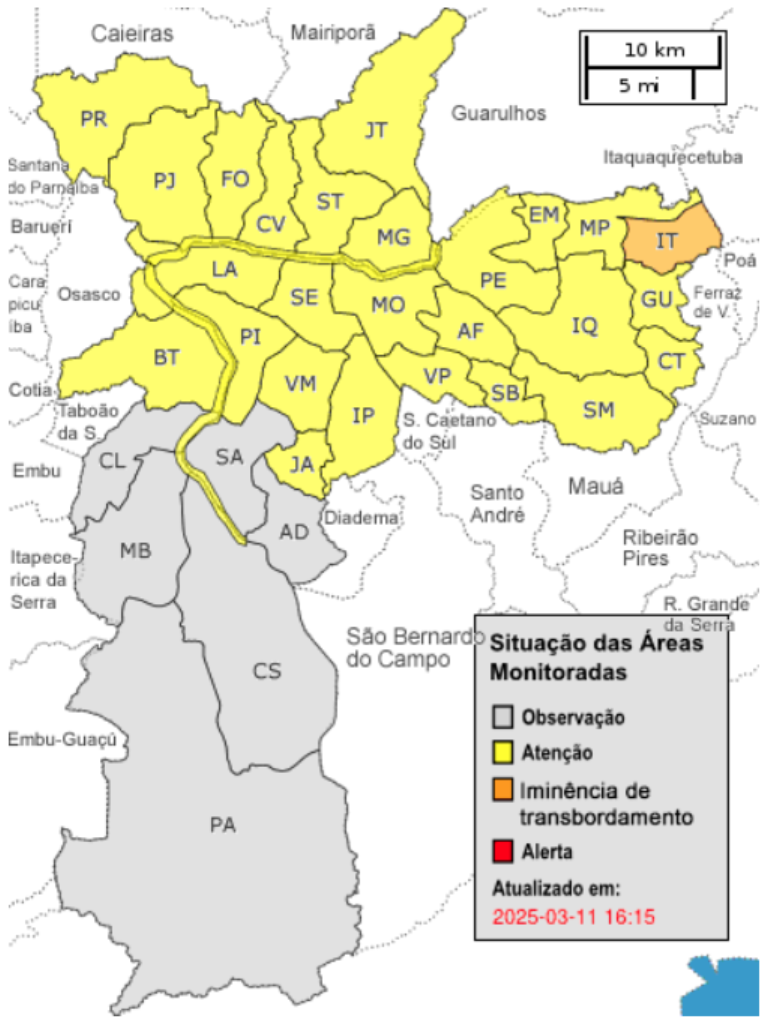 Caieiras
Mairiporã
10 km
5 mi
Guarulhos
PR
JT
Itaquaquecetuba
Santana
do Parnaíba
PJ
FO
ST
CV
MG
EM
MP
IT
Barueri
Poá
LA
Cara
picu
iba
Osasco
SE
MO
PE
GU
Ferraz
de V.
PI
AF
IQ
BT
VM
VP
CT
Cotia
SB
SM
IP
Taboão
da S.
S. Caetano
do Sul
Suzano
CL
SA
JA
Embu
Mauá
Santo
André
Diadema
AD
MB
Ribeirão
Pires
Itapece-
rica da
Serra
R. Grande
da Serra
São Bernardo
do Campo
CS
Embu-Guaçú
PA
Situação das Áreas
Monitoradas
Observação
Atenção
Iminência de
transbordamento
Alerta
Atualizado em:
2025-03-11 16:15